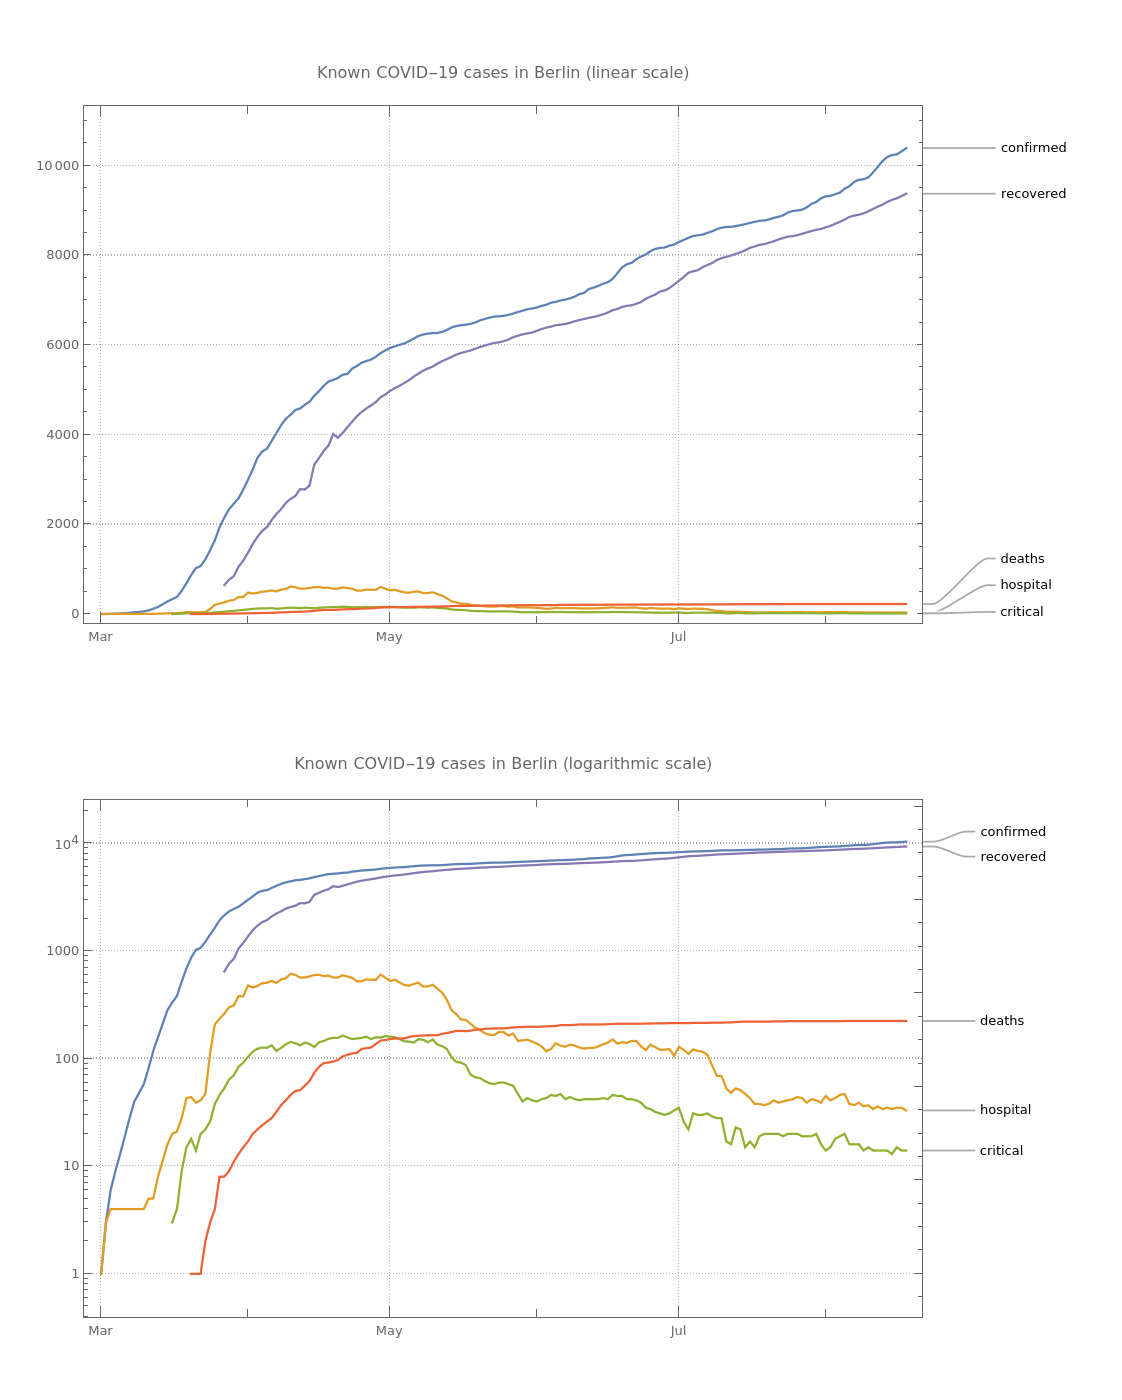 Known COVID‒19 cases in Berlin (linear scale)
10 000
8000
6000
4000
2000
0
Mar
May
Jul
confirmed
recovered
deaths
hospital
critical
Known COVID‒19 cases in Berlin (logarithmic scale)
10⁴
1000
100
10
1
Mar
May
Jul
confirmed
recovered
deaths
hospital
critical